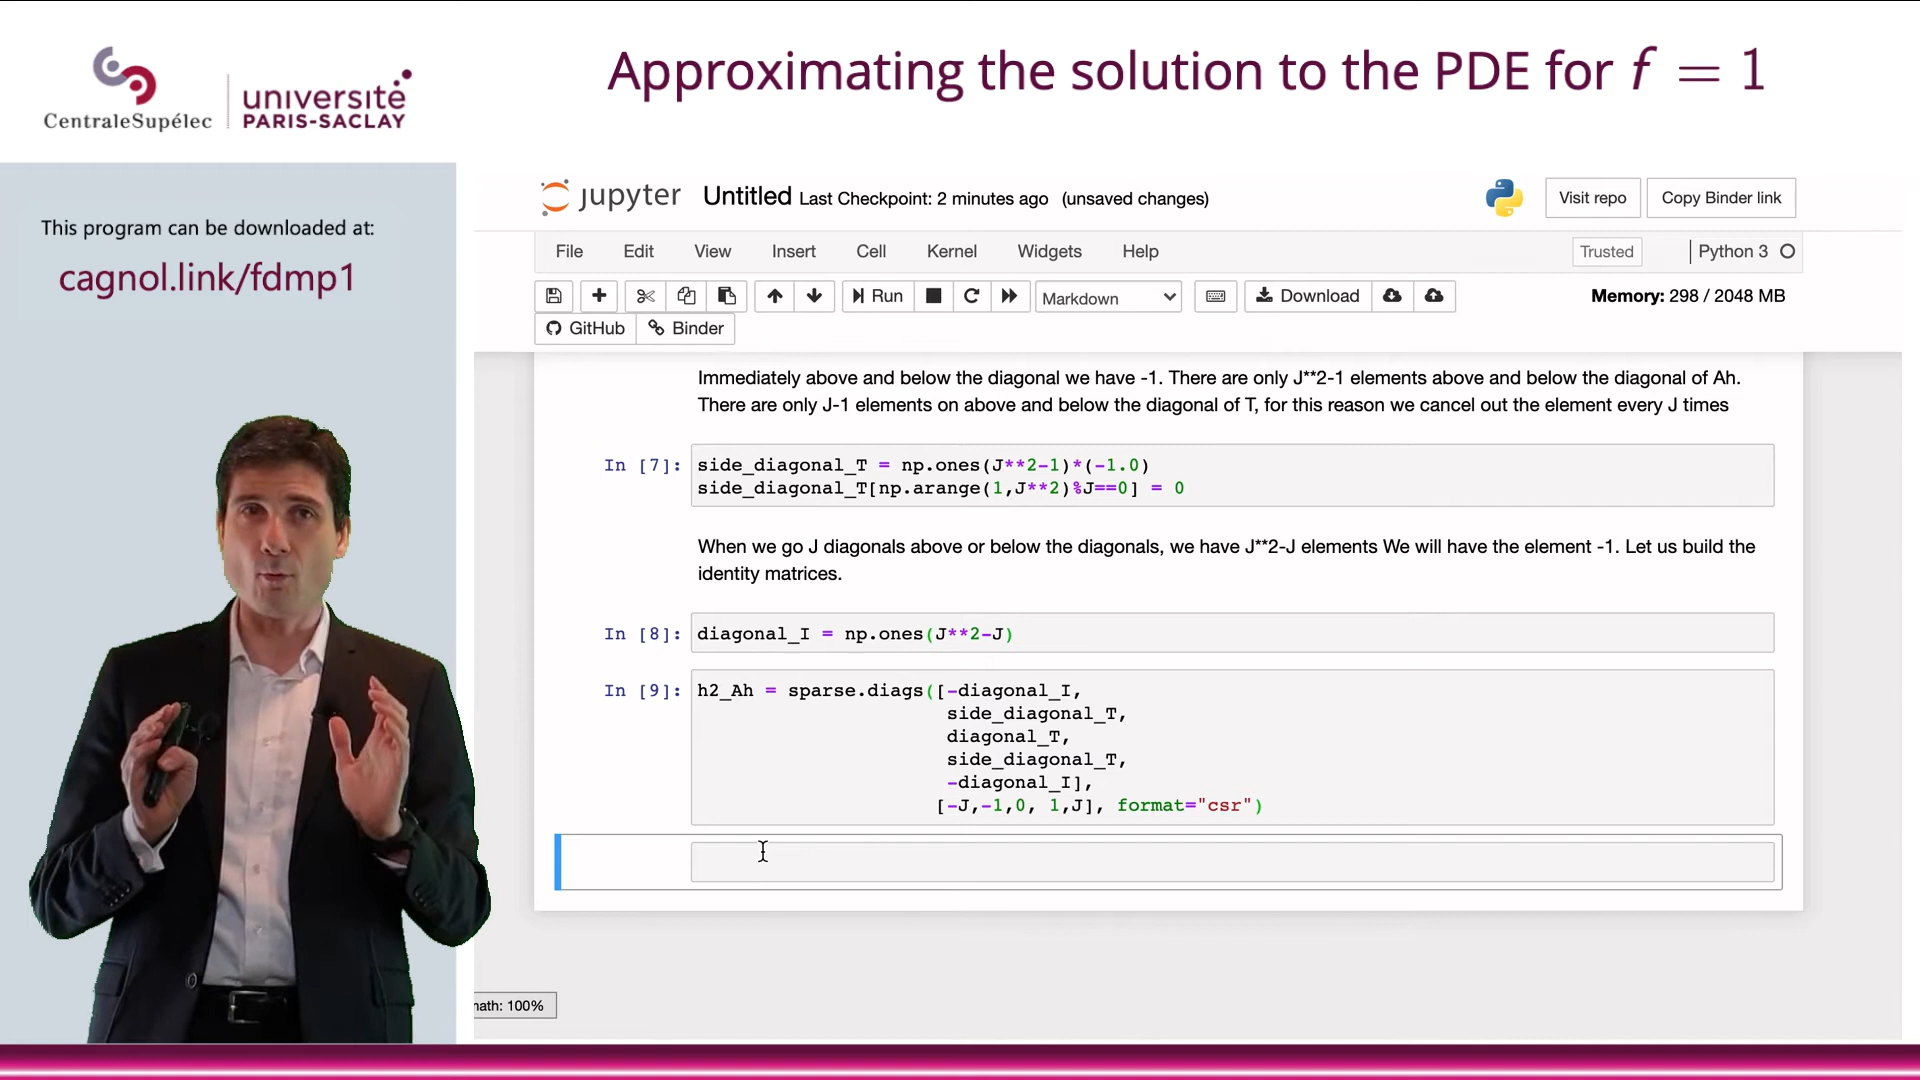 Approximating the solution to the PDE for f = 1
CentraleSupélec
université
PARIS-SACLAY
This program can be downloaded at:
cagnol.link/fdmp1
jupyter Untitled Last Checkpoint: 2 minutes ago (unsaved changes)
Visit repo Copy Binder link
File Edit View Insert Cell Kernel Widgets Help
Trusted Python 3
Run Markdown Download Memory: 298 / 2048 MB
GitHub Binder
Immediately above and below the diagonal we have -1. There are only J**2-1 elements above and below the diagonal of Ah.
There are only J-1 elements on above and below the diagonal of T, for this reason we cancel out the element every J times
In [7]: side_diagonal_T = np.ones(J**2-1)*(-1.0)
side_diagonal_T[np.arange(1,J**2)%J==0] = 0
When we go J diagonals above or below the diagonals, we have J**2-J elements We will have the element -1. Let us build the
identity matrices.
In [8]: diagonal_I = np.ones(J**2-J)
In [9]: h2_Ah = sparse.diags([-diagonal_I,
side_diagonal_T,
diagonal_T,
side_diagonal_T,
-diagonal_I],
[-J,-1,0, 1,J], format="csr")
math: 100%